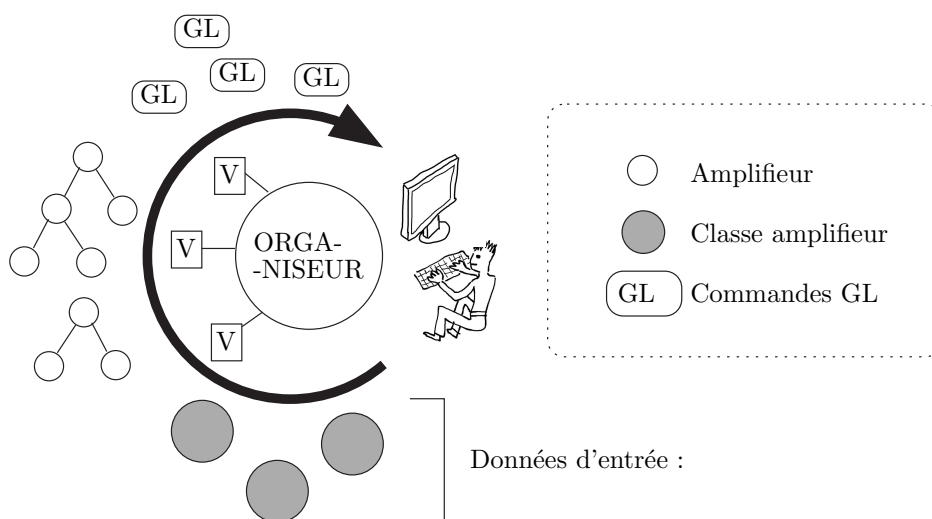 GL
GL
GL
GL
V
V
ORGA-
-NISEUR
V
Amplifieur
Classe amplifieur
GL Commandes GL
Données d'entrée :